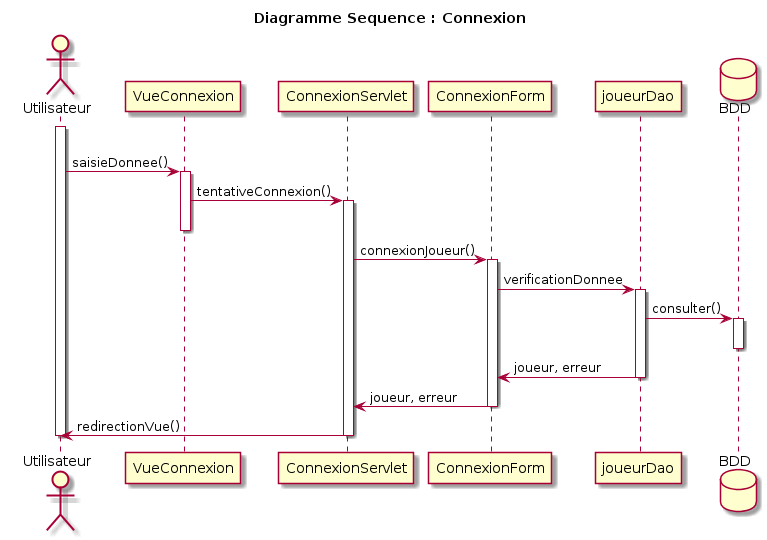 Diagramme Sequence : Connexion
Utilisateur
VueConnexion
ConnexionServlet
ConnexionForm
joueurDao
BDD
saisieDonnee()
tentativeConnexion()
connexionJoueur()
verificationDonnee
consulter()
joueur, erreur
joueur, erreur
redirectionVue()
Utilisateur
VueConnexion
ConnexionServlet
ConnexionForm
joueurDao
BDD